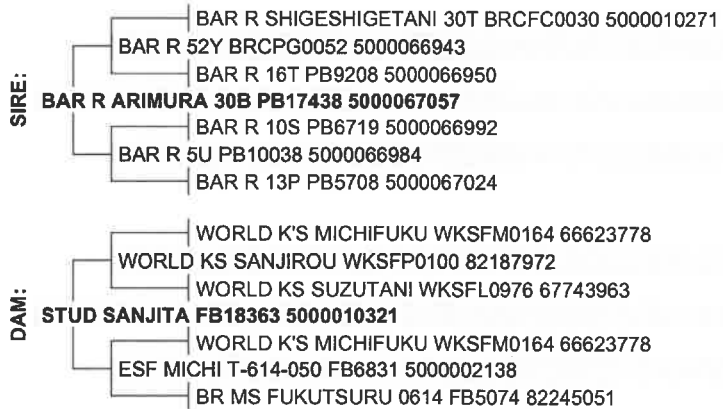 SIRE:
BAR R SHIGESHIGETANI 30T BRCFC0030 5000010271
BAR R 52Y BRCPG0052 5000066943
BAR R 16T PB9208 5000066950
BAR R ARIMURA 30B PB17438 5000067057
BAR R 10S PB6719 5000066992
BAR R 5U PB10038 5000066984
BAR R 13P PB5708 5000067024
DAM:
WORLD K'S MICHIFUKU WKSFM0164 66623778
WORLD KS SANJIROU WKSFP0100 82187972
WORLD KS SUZUTANI WKSFL0976 67743963
STUD SANJITA FB18363 5000010321
WORLD K'S MICHIFUKU WKSFM0164 66623778
ESF MICHI T-614-050 FB6831 5000002138
BR MS FUKUTSURU 0614 FB5074 82245051